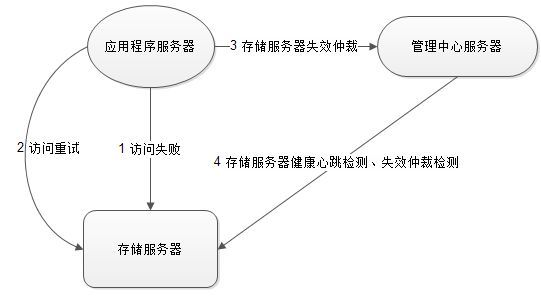 应用程序服务器
3 存储服务器失效仲裁
管理中心服务器
2 访问重试
1 访问失败
4 存储服务器健康心跳检测、失效仲裁检测
存储服务器